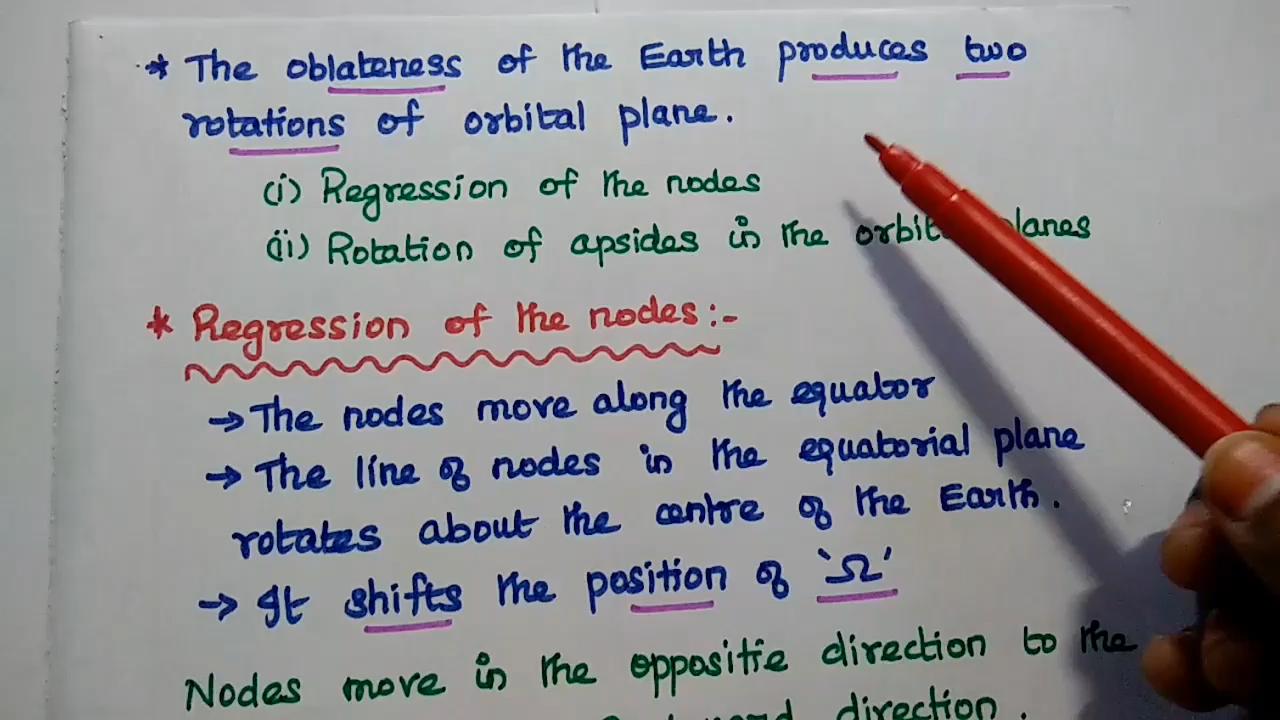 * The oblateness of the Earth produces two
rotations of orbital plane.
(i) Regression of the nodes
(ii) Rotation of apsides in the planes
* Regression of the nodes:-
→ The nodes move along the equator
→ The line of nodes in the equatorial plane
rotates about the centre of the Earth.
→ It shifts the position of 'Ω'
Nodes move in the oppositie direction to the
direction.